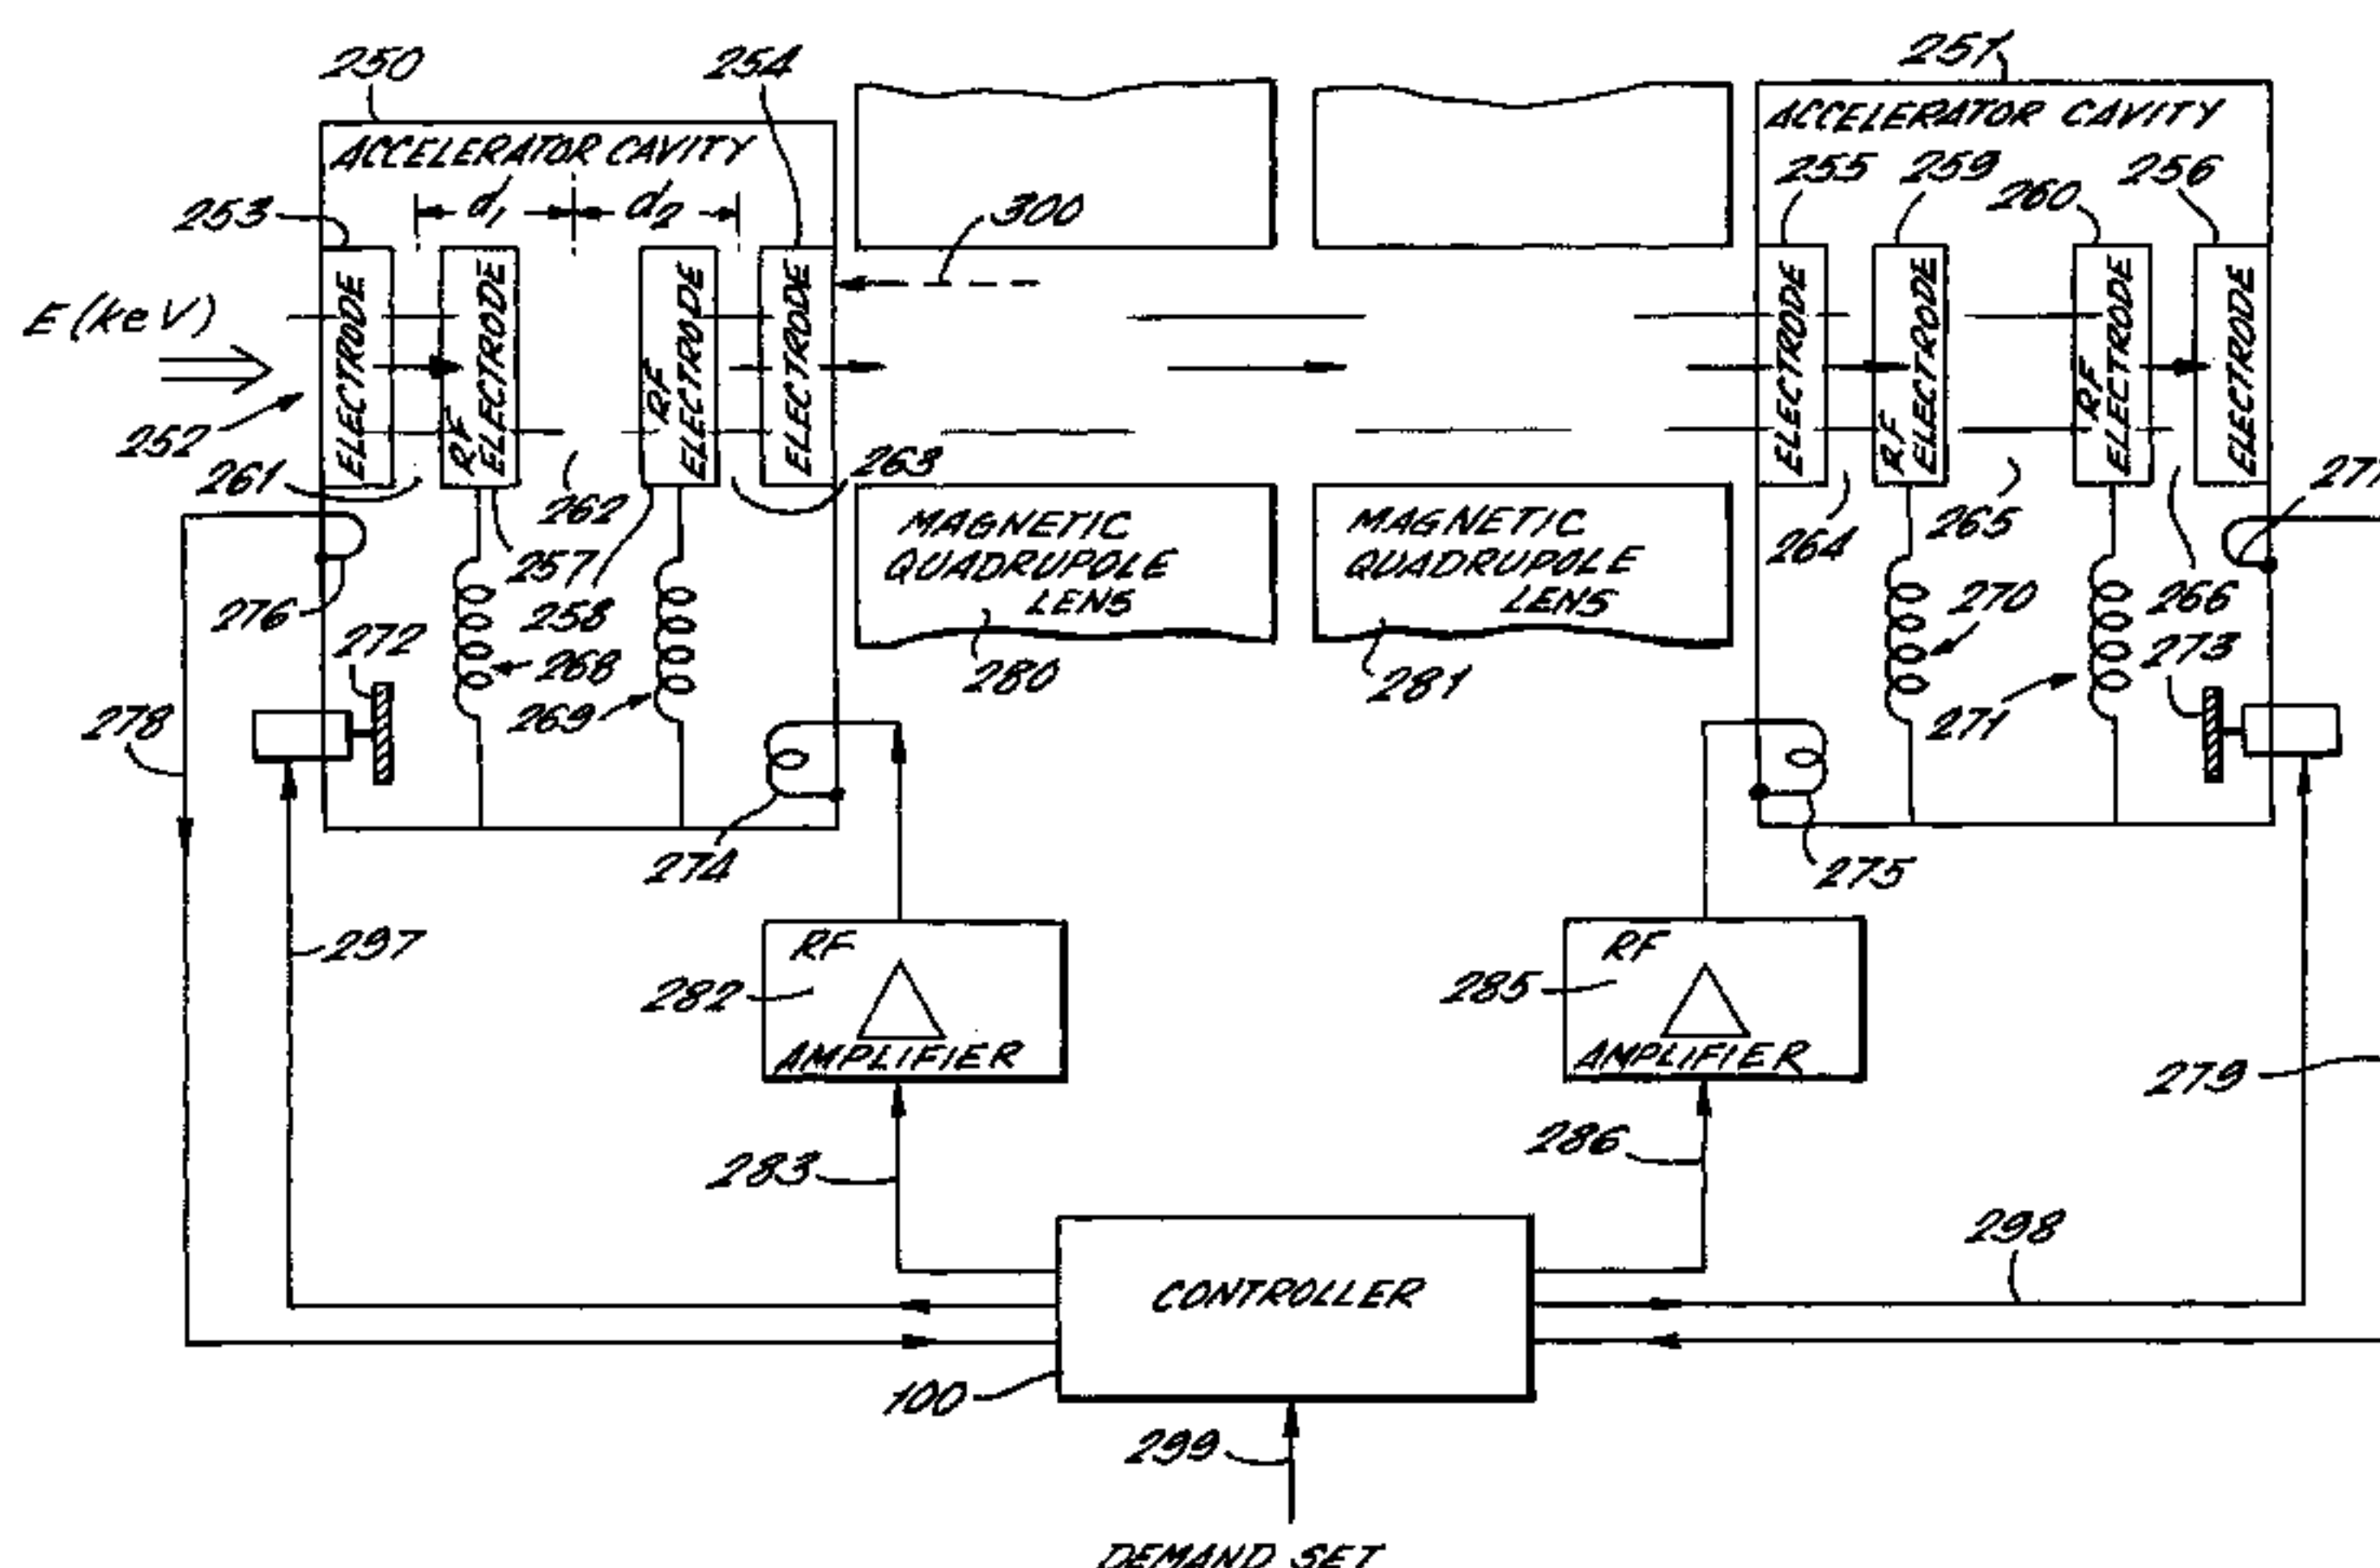 250
254
251
ACCELERATOR CAVITY
ACCELERATOR CAVITY
d1
d2
253
300
255
259
260
256
E (keV)
ELECTRODE
RF ELECTRODE
RF ELECTRODE
ELECTRODE
ELECTRODE
RF ELECTRODE
RF ELECTRODE
ELECTRODE
252
261
262
263
257
258
264
265
266
MAGNETIC
QUADRUPOLE
LENS
MAGNETIC
QUADRUPOLE
LENS
276
272
268
269
280
281
270
271
273
278
274
275
297
RF
AMPLIFIER
282
RF
AMPLIFIER
285
279
283
286
298
CONTROLLER
100
299
DEMAND SET